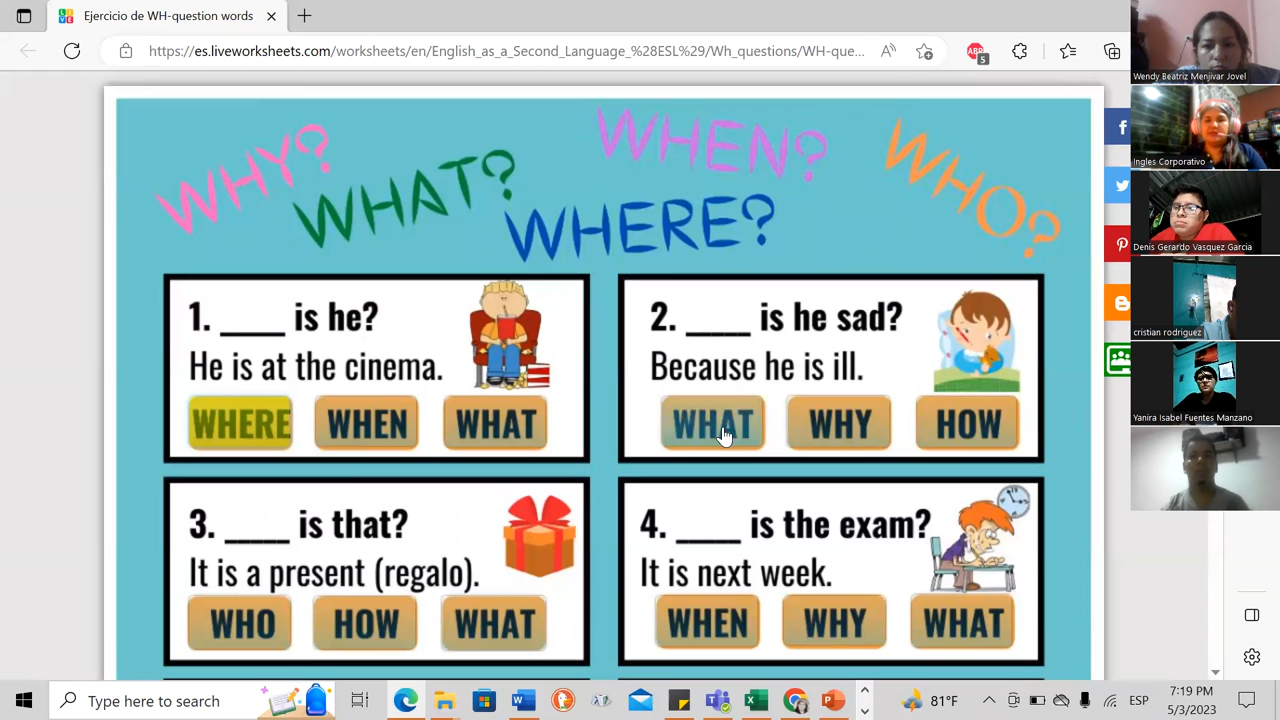 Ejercicio de WH-question words
https://es.liveworksheets.com/worksheets/en/English_as_a_Second_Language_%28ESL%29/Wh_questions/WH-que...
5
WHY?
WHAT?
WHEN?
WHERE?
WHO?
1. ____ is he?
He is at the cinema.
WHERE WHEN WHAT
2. ____ is he sad?
Because he is ill.
WHAT WHY HOW
3. ____ is that?
It is a present (regalo).
WHO HOW WHAT
4. ____ is the exam?
It is next week.
WHEN WHY WHAT
Wendy Beatriz Menjivar Jovel
Ingles Corporativo
Denis Gerardo Vasquez Garcia
cristian rodriguez
Yanira Isabel Fuentes Manzano
Type here to search
81°F
ESP
7:19 PM
5/3/2023